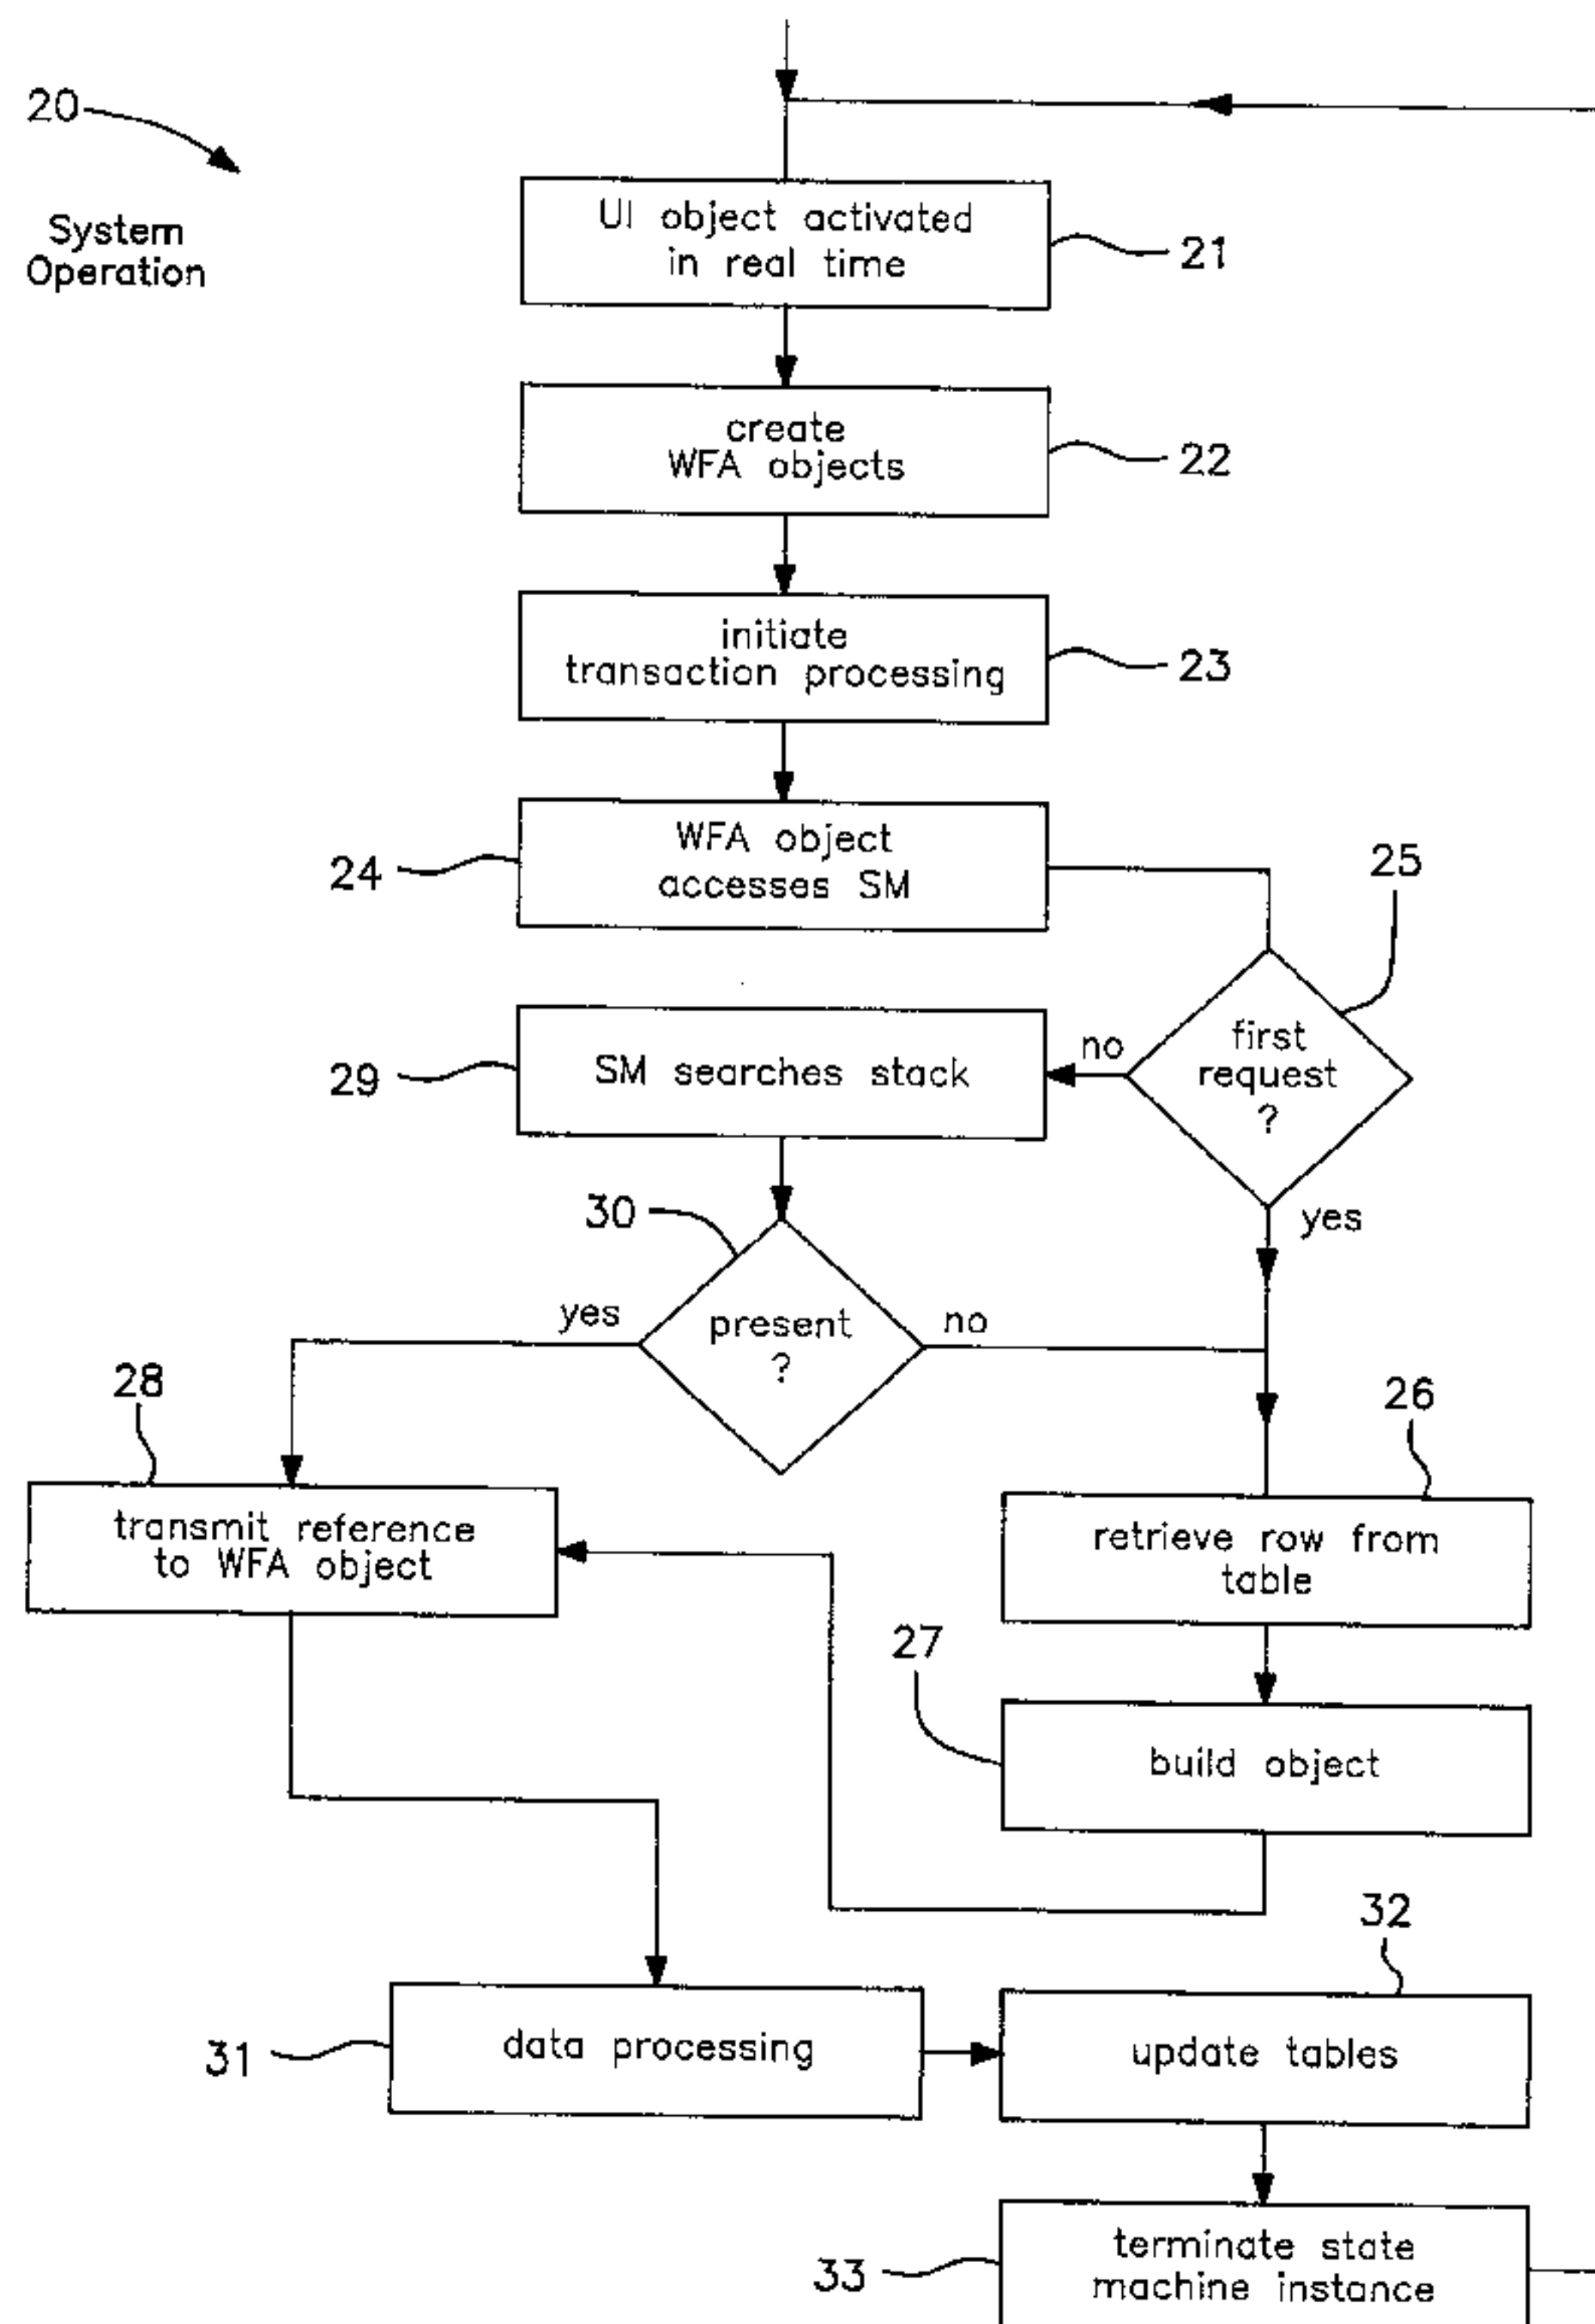 20
System
Operation
UI object activated
in real time
21
create
WFA objects
22
initiate
transaction processing
23
WFA object
accesses SM
24
25
first
request
?
no
yes
SM searches stack
29
30
present
?
yes
no
28
transmit reference
to WFA object
26
retrieve row from
table
27
build object
31
data processing
32
update tables
33
terminate state
machine instance